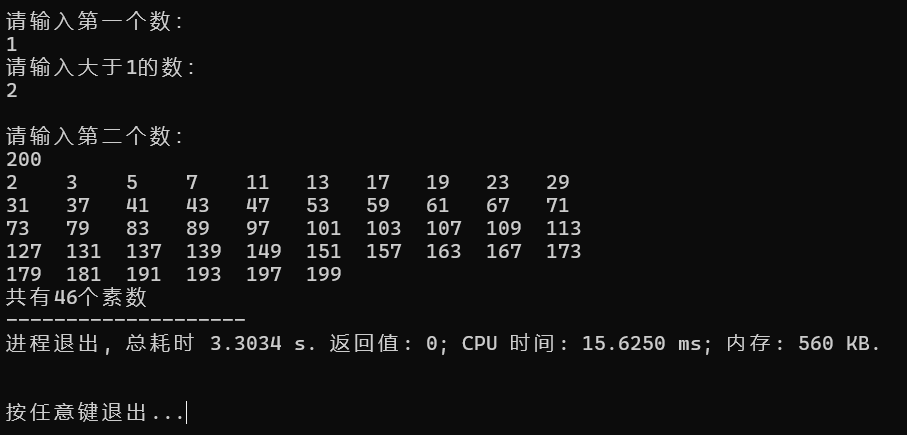 请输入第一个数:
1
请输入大于1的数:
2
请输入第二个数:
200
2 3 5 7 11 13 17 19 23 29
31 37 41 43 47 53 59 61 67 71
73 79 83 89 97 101 103 107 109 113
127 131 137 139 149 151 157 163 167 173
179 181 191 193 197 199
共有46个素数
--------------------
进程退出, 总耗时 3.3034 s. 返回值: 0; CPU 时间: 15.6250 ms; 内存: 560 KB.
按任意键退出...